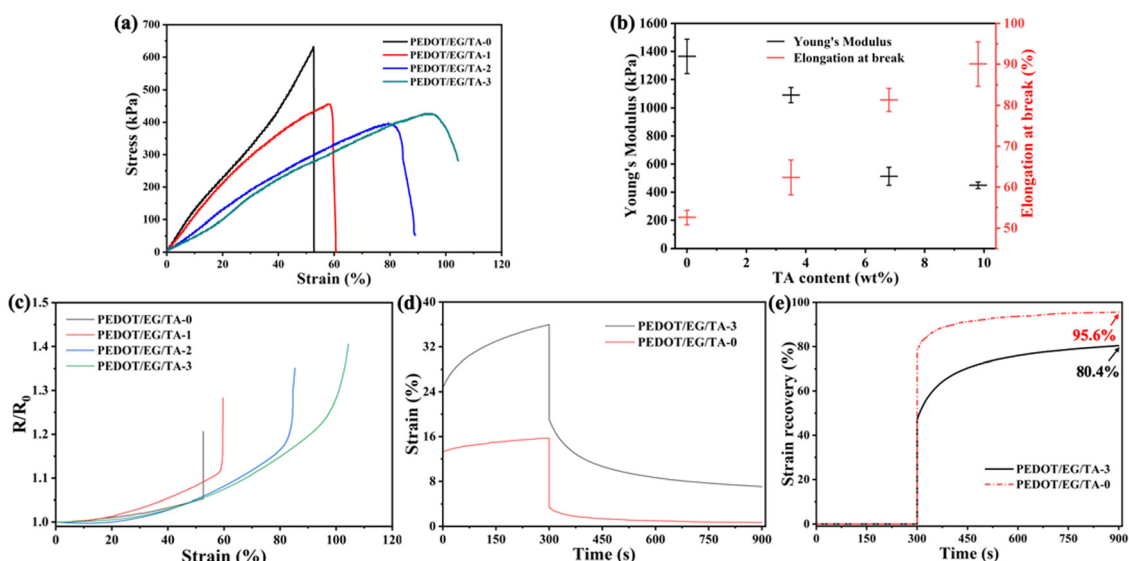 (a)
700
600
500
400
300
200
100
0
Stress (kPa)
PEDOT/EG/TA-0
PEDOT/EG/TA-1
PEDOT/EG/TA-2
PEDOT/EG/TA-3
0 20 40 60 80 100 120
Strain (%)
(b)
1600
1400
1200
1000
800
600
400
200
0
Young's Modulus (kPa)
Young's Modulus
Elongation at break
100
90
80
70
60
50
Elongation at break (%)
0 2 4 6 8 10
TA content (wt%)
(c)
1.5
1.4
1.3
1.2
1.1
1.0
R/R₀
PEDOT/EG/TA-0
PEDOT/EG/TA-1
PEDOT/EG/TA-2
PEDOT/EG/TA-3
0 20 40 60 80 100 120
Strain (%)
(d)
40
36
32
24
16
8
0
Strain (%)
PEDOT/EG/TA-3
PEDOT/EG/TA-0
0 150 300 450 600 750 900
Time (s)
(e)
100
80
60
40
20
0
Strain recovery (%)
95.6%
80.4%
PEDOT/EG/TA-3
PEDOT/EG/TA-0
0 150 300 450 600 750 900
Time (s)